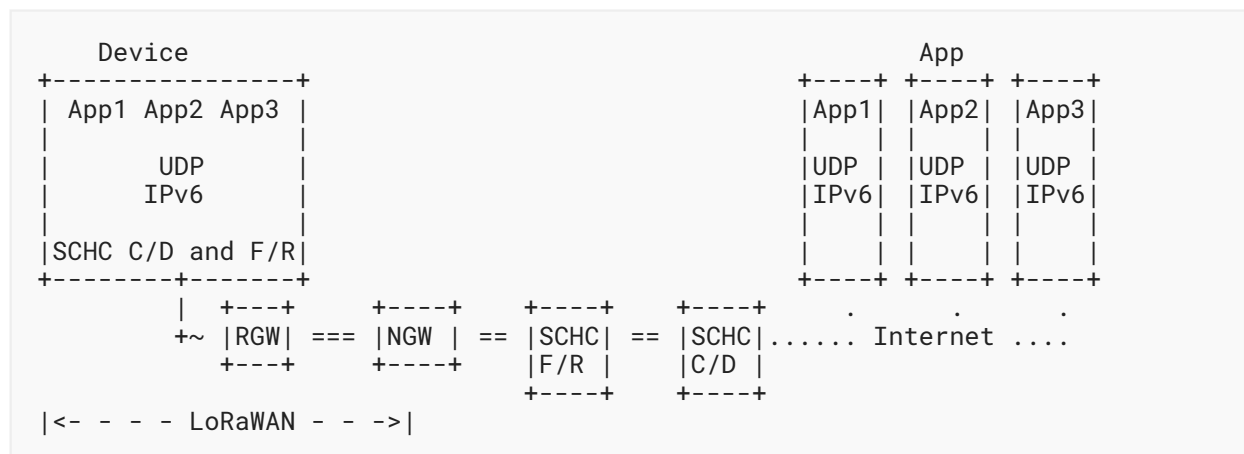 Device                                                App
+----------------+                                +----+ +----+ +----+
| App1 App2 App3 |                                |App1| |App2| |App3|
|                |                                |    | |    | |    |
|       UDP      |                                |UDP | |UDP | |UDP |
|      IPv6      |                                |IPv6| |IPv6| |IPv6|
|                |                                |    | |    | |    |
|SCHC C/D and F/R|                                |    | |    | |    |
+--------+-------+                                +----+ +----+ +----+
         |  +---+     +----+    +----+    +----+     .      .      .
         +~ |RGW| === |NGW | == |SCHC| == |SCHC|...... Internet ....
            +---+     +----+    |F/R |    |C/D |
                                +----+    +----+
|<- - - - LoRaWAN - - ->|